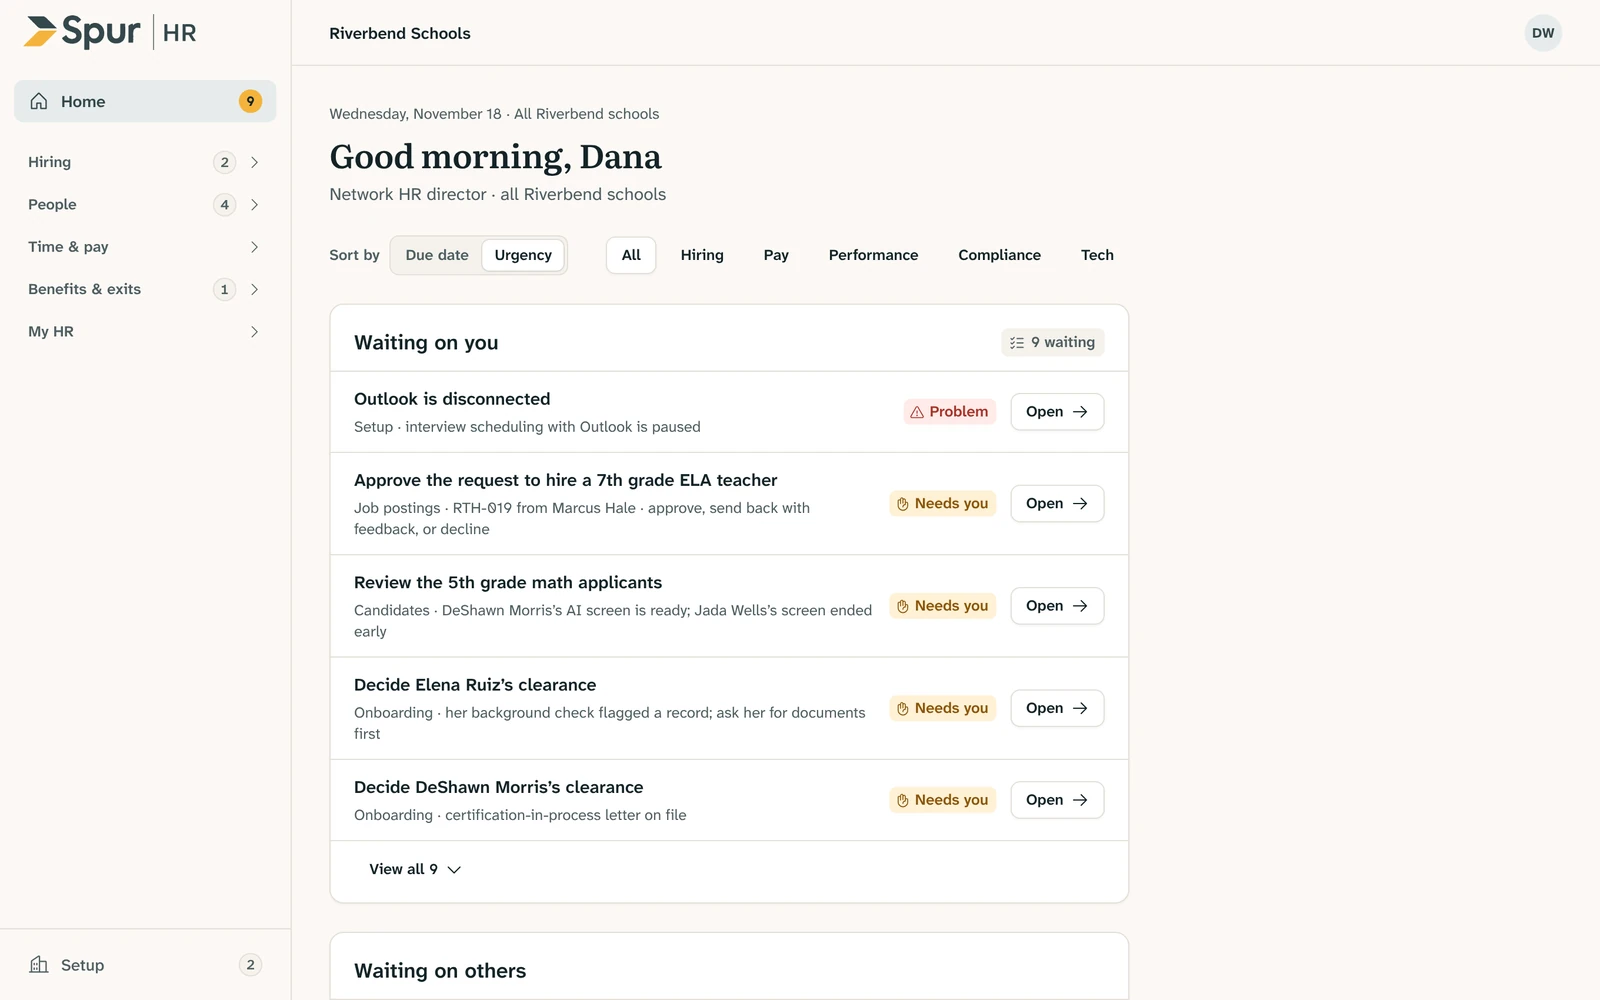 Spur | HR
Riverbend Schools
DW
Home 9
Hiring 2
People 4
Time & pay
Benefits & exits 1
My HR
Setup 2
Wednesday, November 18 · All Riverbend schools
Good morning, Dana
Network HR director · all Riverbend schools
Sort by Due date Urgency All Hiring Pay Performance Compliance Tech
Waiting on you 9 waiting
Outlook is disconnected
Setup · interview scheduling with Outlook is paused
Problem Open →
Approve the request to hire a 7th grade ELA teacher
Job postings · RTH-019 from Marcus Hale · approve, send back with
feedback, or decline
Needs you Open →
Review the 5th grade math applicants
Candidates · DeShawn Morris’s AI screen is ready; Jada Wells’s screen ended
early
Needs you Open →
Decide Elena Ruiz’s clearance
Onboarding · her background check flagged a record; ask her for documents
first
Needs you Open →
Decide DeShawn Morris’s clearance
Onboarding · certification-in-process letter on file
Needs you Open →
View all 9
Waiting on others